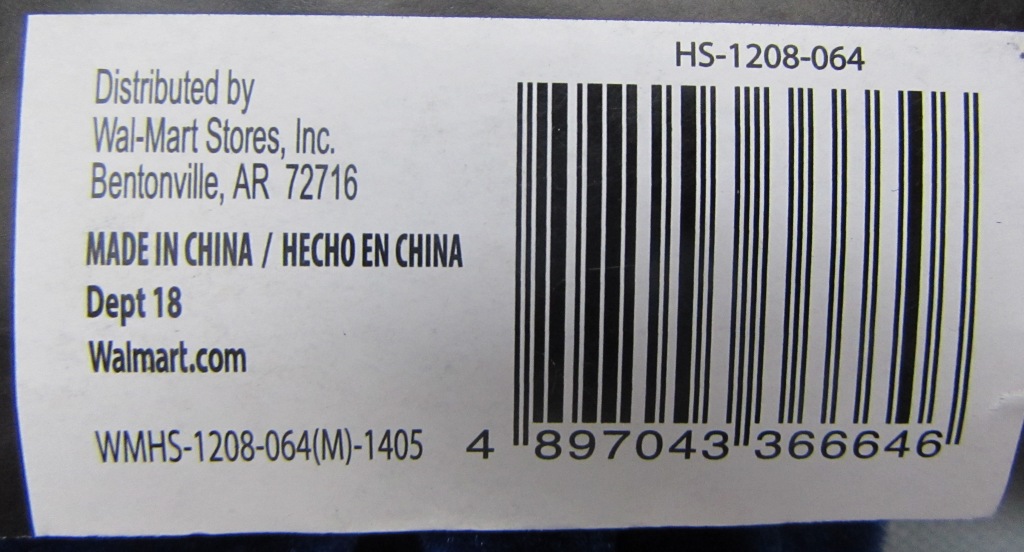 HS-1208-064
Distributed by
Wal-Mart Stores, Inc.
Bentonville, AR 72716
MADE IN CHINA / HECHO EN CHINA
Dept 18
Walmart.com
WMHS-1208-064(M)-1405
4 897043 366646